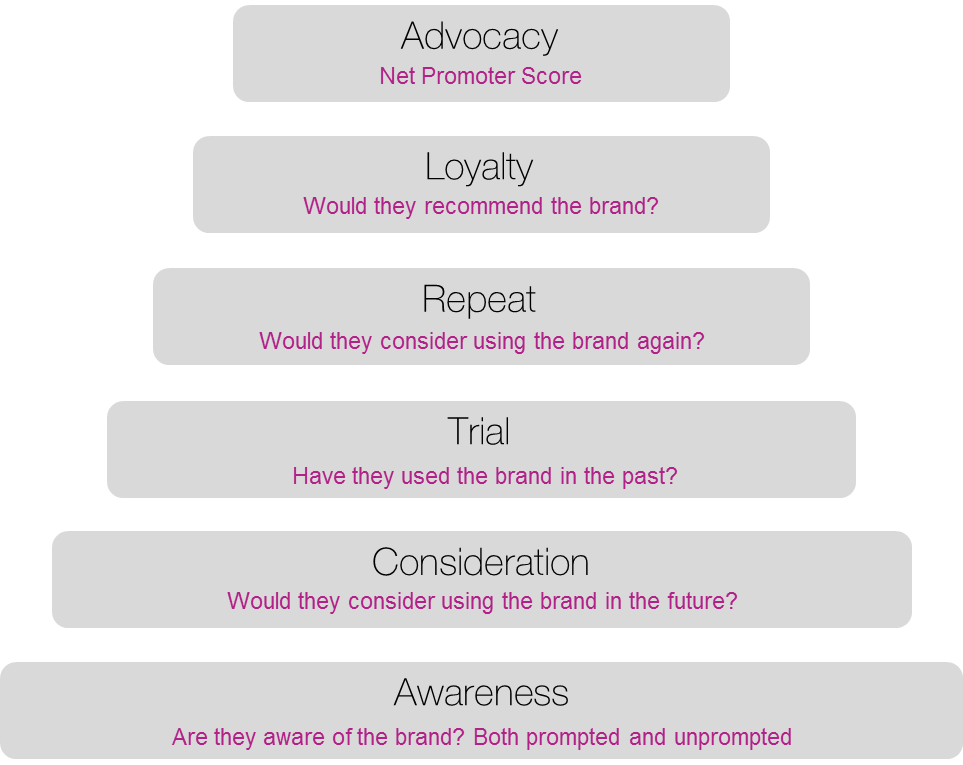 Advocacy
Net Promoter Score
Loyalty
Would they recommend the brand?
Repeat
Would they consider using the brand again?
Trial
Have they used the brand in the past?
Consideration
Would they consider using the brand in the future?
Awareness
Are they aware of the brand? Both prompted and unprompted